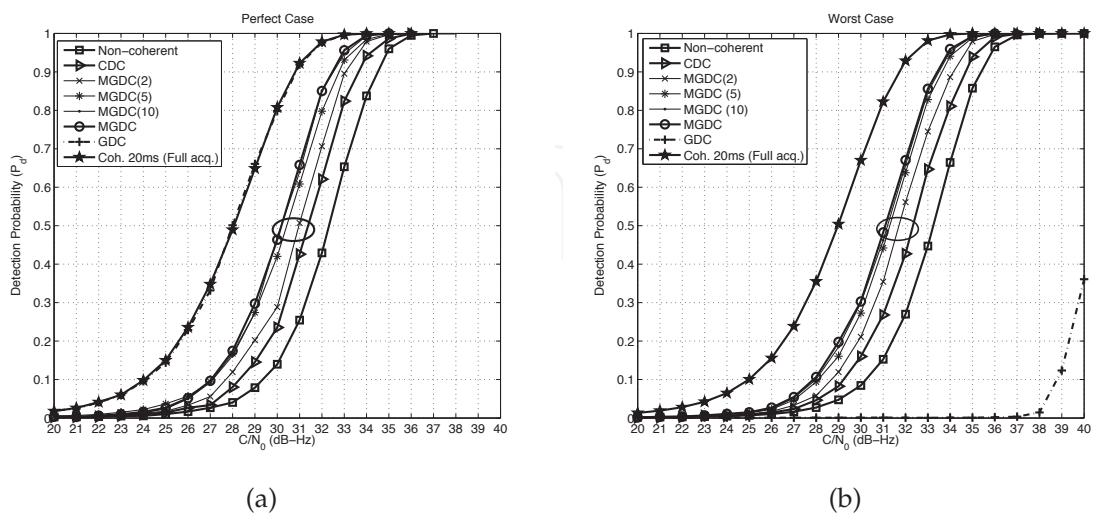 Perfect Case
Non−coherent
CDC
MGDC(2)
MGDC(5)
MGDC(10)
MGDC
GDC
Coh. 20ms (Full acq.)
Detection Probability (P_d)
1
0.9
0.8
0.7
0.6
0.5
0.4
0.3
0.2
0.1
0
20 21 22 23 24 25 26 27 28 29 30 31 32 33 34 35 36 37 38 39 40
C/N_0 (dB−Hz)
(a)
Worst Case
Non−coherent
CDC
MGDC(2)
MGDC(5)
MGDC (10)
MGDC
GDC
Coh. 20ms (Full acq.)
Detection Probability (P_d)
1
0.9
0.8
0.7
0.6
0.5
0.4
0.3
0.2
0.1
0
20 21 22 23 24 25 26 27 28 29 30 31 32 33 34 35 36 37 38 39 40
C/N_0 (dB−Hz)
(b)